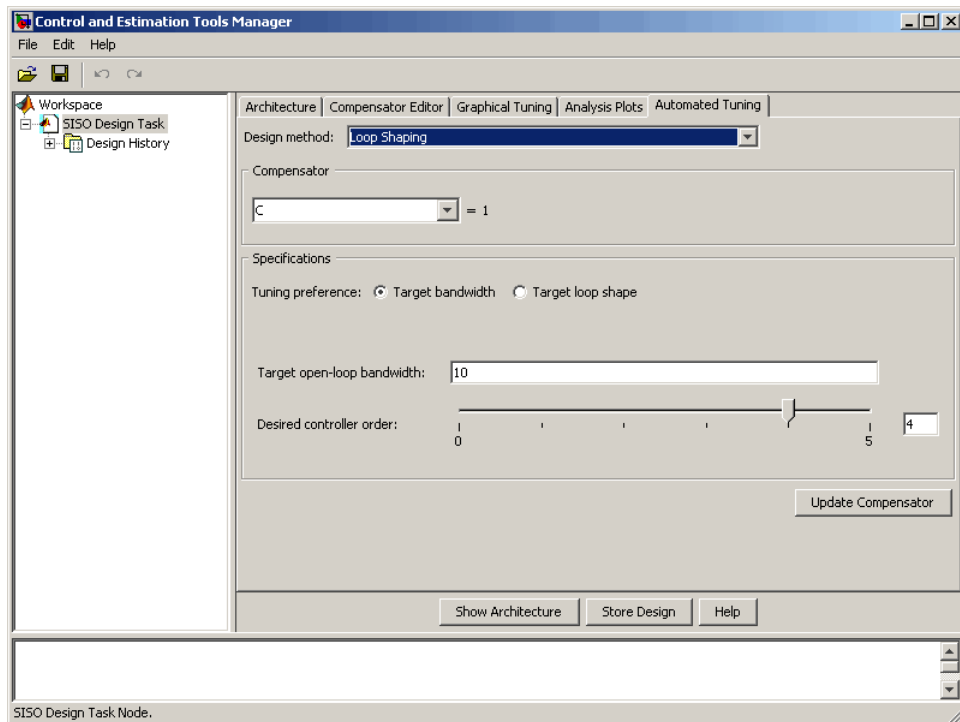 Control and Estimation Tools Manager
File Edit Help
Workspace
SISO Design Task
Design History
Architecture Compensator Editor Graphical Tuning Analysis Plots Automated Tuning
Design method: Loop Shaping
Compensator
C = 1
Specifications
Tuning preference: Target bandwidth Target loop shape
Target open-loop bandwidth: 10
Desired controller order: 4
0 5
Update Compensator
Show Architecture Store Design Help
SISO Design Task Node.